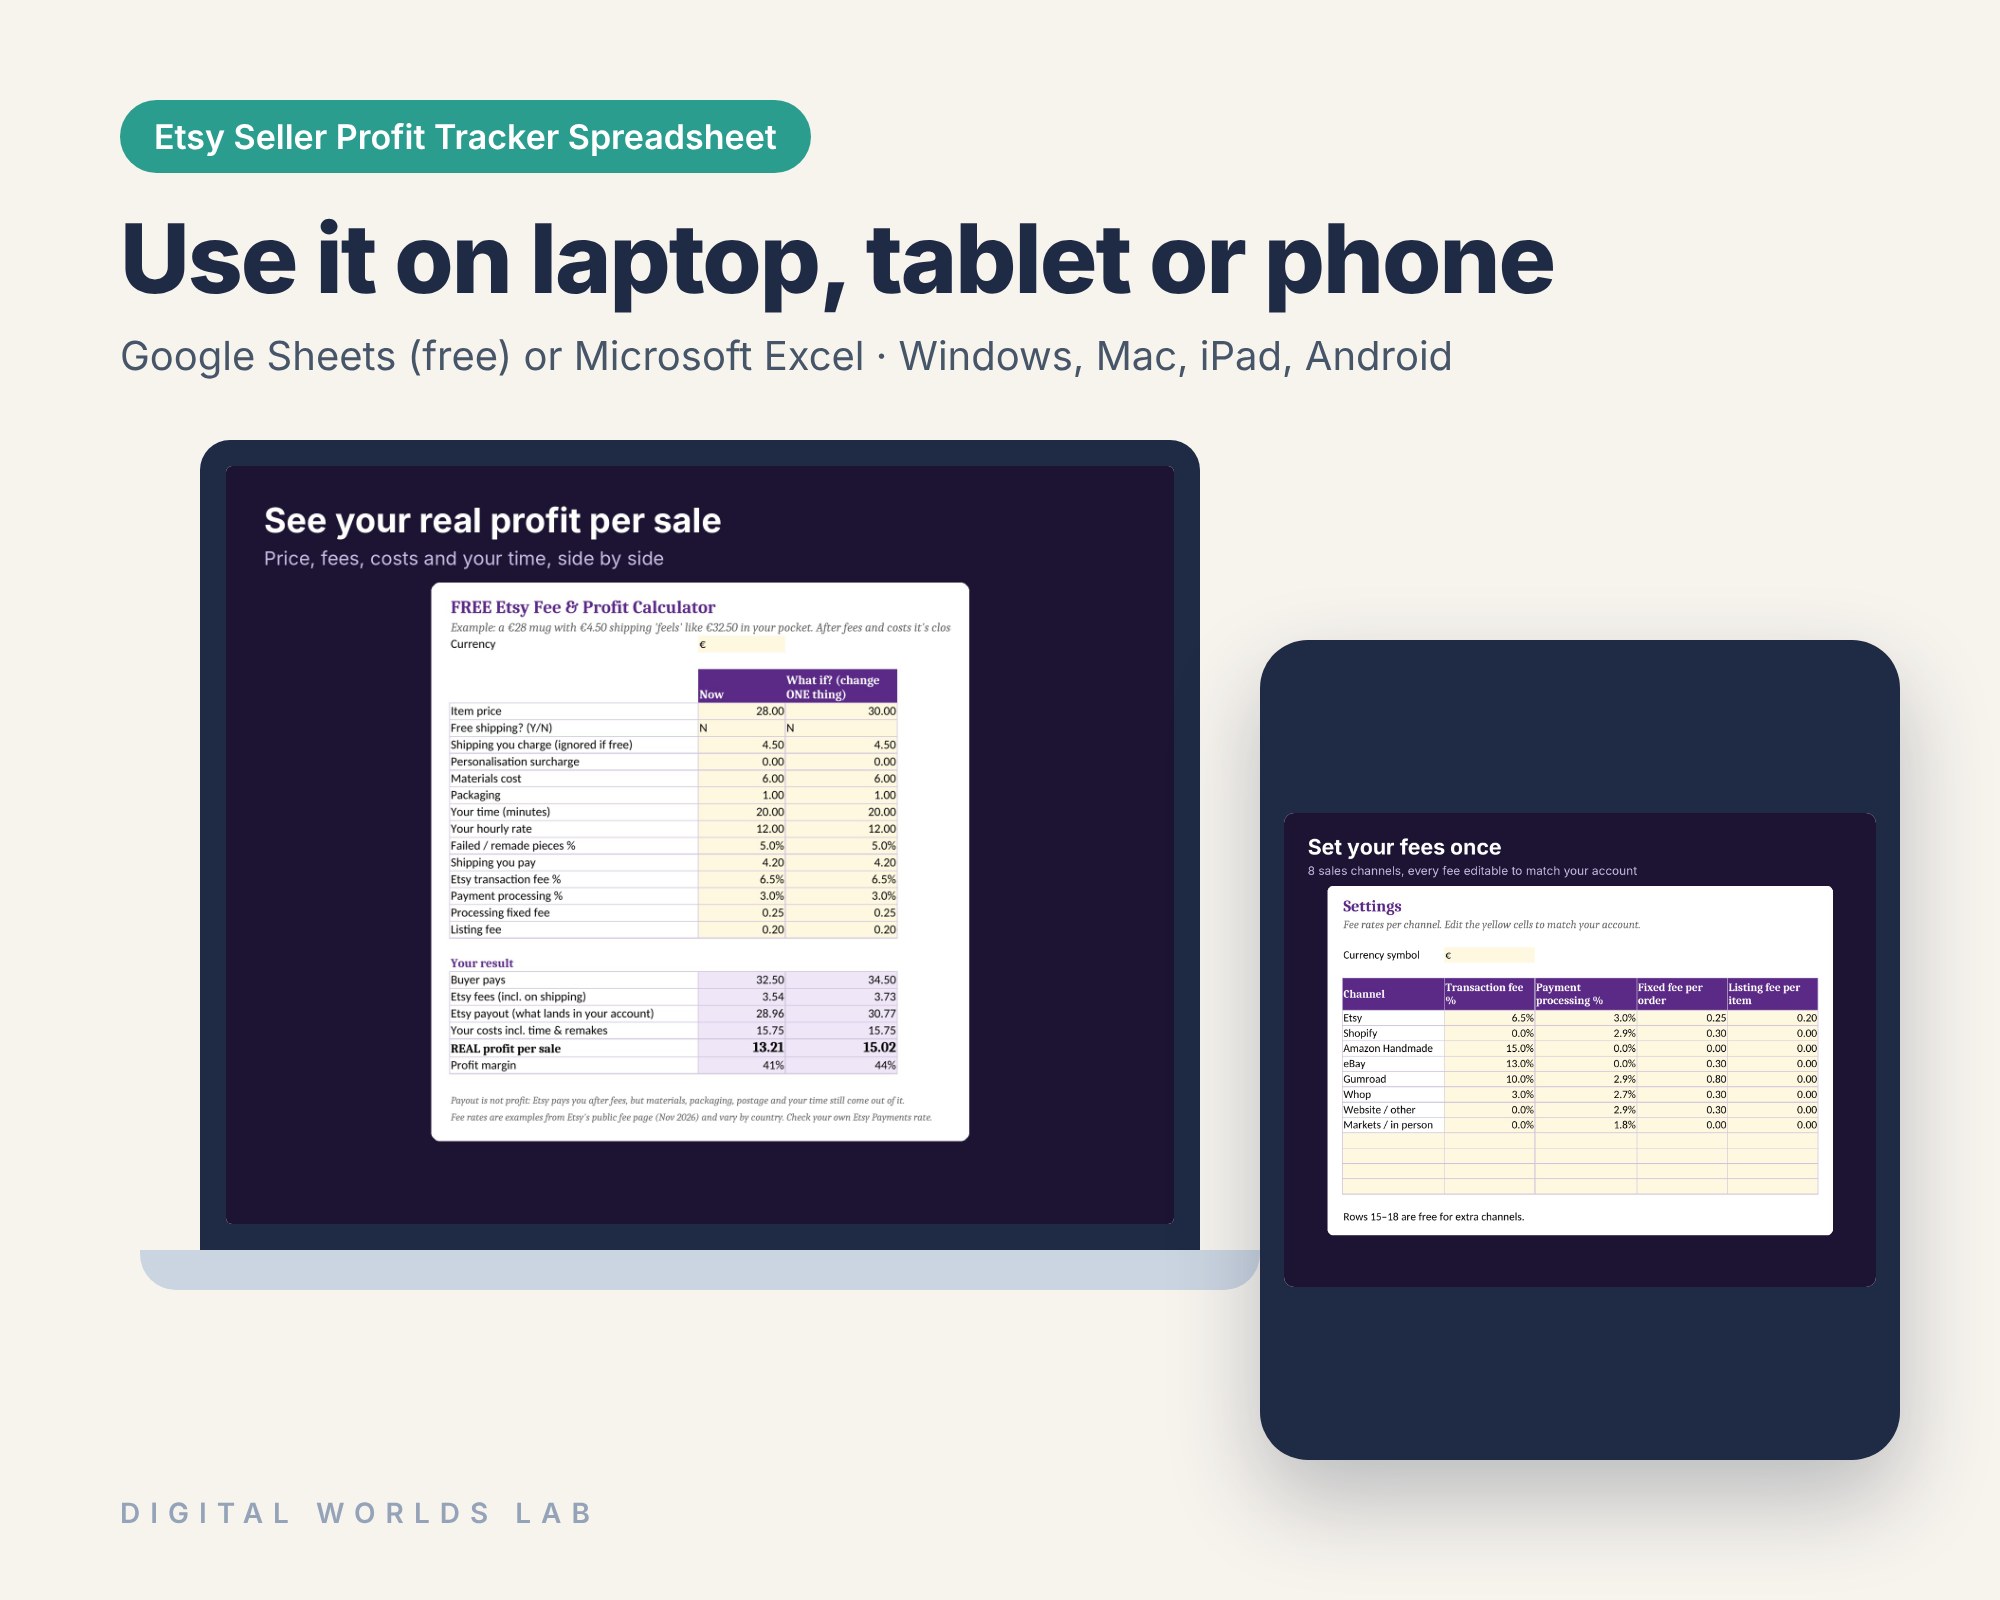 Etsy Seller Profit Tracker Spreadsheet
Use it on laptop, tablet or phone
Google Sheets (free) or Microsoft Excel · Windows, Mac, iPad, Android
See your real profit per sale
Price, fees, costs and your time, side by side
FREE Etsy Fee & Profit Calculator
Example: a €28 mug with €4.50 shipping 'feels' like €32.50 in your pocket. After fees and costs it's clos
Currency €
Now What if? (change ONE thing)
Item price 28.00 30.00
Free shipping? (Y/N) N N
Shipping you charge (ignored if free) 4.50 4.50
Personalisation surcharge 0.00 0.00
Materials cost 6.00 6.00
Packaging 1.00 1.00
Your time (minutes) 20.00 20.00
Your hourly rate 12.00 12.00
Failed / remade pieces % 5.0% 5.0%
Shipping you pay 4.20 4.20
Etsy transaction fee % 6.5% 6.5%
Payment processing % 3.0% 3.0%
Processing fixed fee 0.25 0.25
Listing fee 0.20 0.20
Your result
Buyer pays 32.50 34.50
Etsy fees (incl. on shipping) 3.54 3.73
Etsy payout (what lands in your account) 28.96 30.77
Your costs incl. time & remakes 15.75 15.75
REAL profit per sale 13.21 15.02
Profit margin 41% 44%
Payout is not profit: Etsy pays you after fees, but materials, packaging, postage and your time still come out of it.
Fee rates are examples from Etsy's public fee page (Nov 2026) and vary by country. Check your own Etsy Payments rate.
Set your fees once
8 sales channels, every fee editable to match your account
Settings
Fee rates per channel. Edit the yellow cells to match your account.
Currency symbol €
Channel Transaction fee % Payment processing % Fixed fee per order Listing fee per item
Etsy 6.5% 3.0% 0.25 0.20
Shopify 0.0% 2.9% 0.30 0.00
Amazon Handmade 15.0% 0.0% 0.00 0.00
eBay 13.0% 0.0% 0.30 0.00
Gumroad 10.0% 2.9% 0.80 0.00
Whop 3.0% 2.7% 0.30 0.00
Website / other 0.0% 2.9% 0.30 0.00
Markets / in person 0.0% 1.8% 0.00 0.00
Rows 15–18 are free for extra channels.
DIGITAL WORLDS LAB